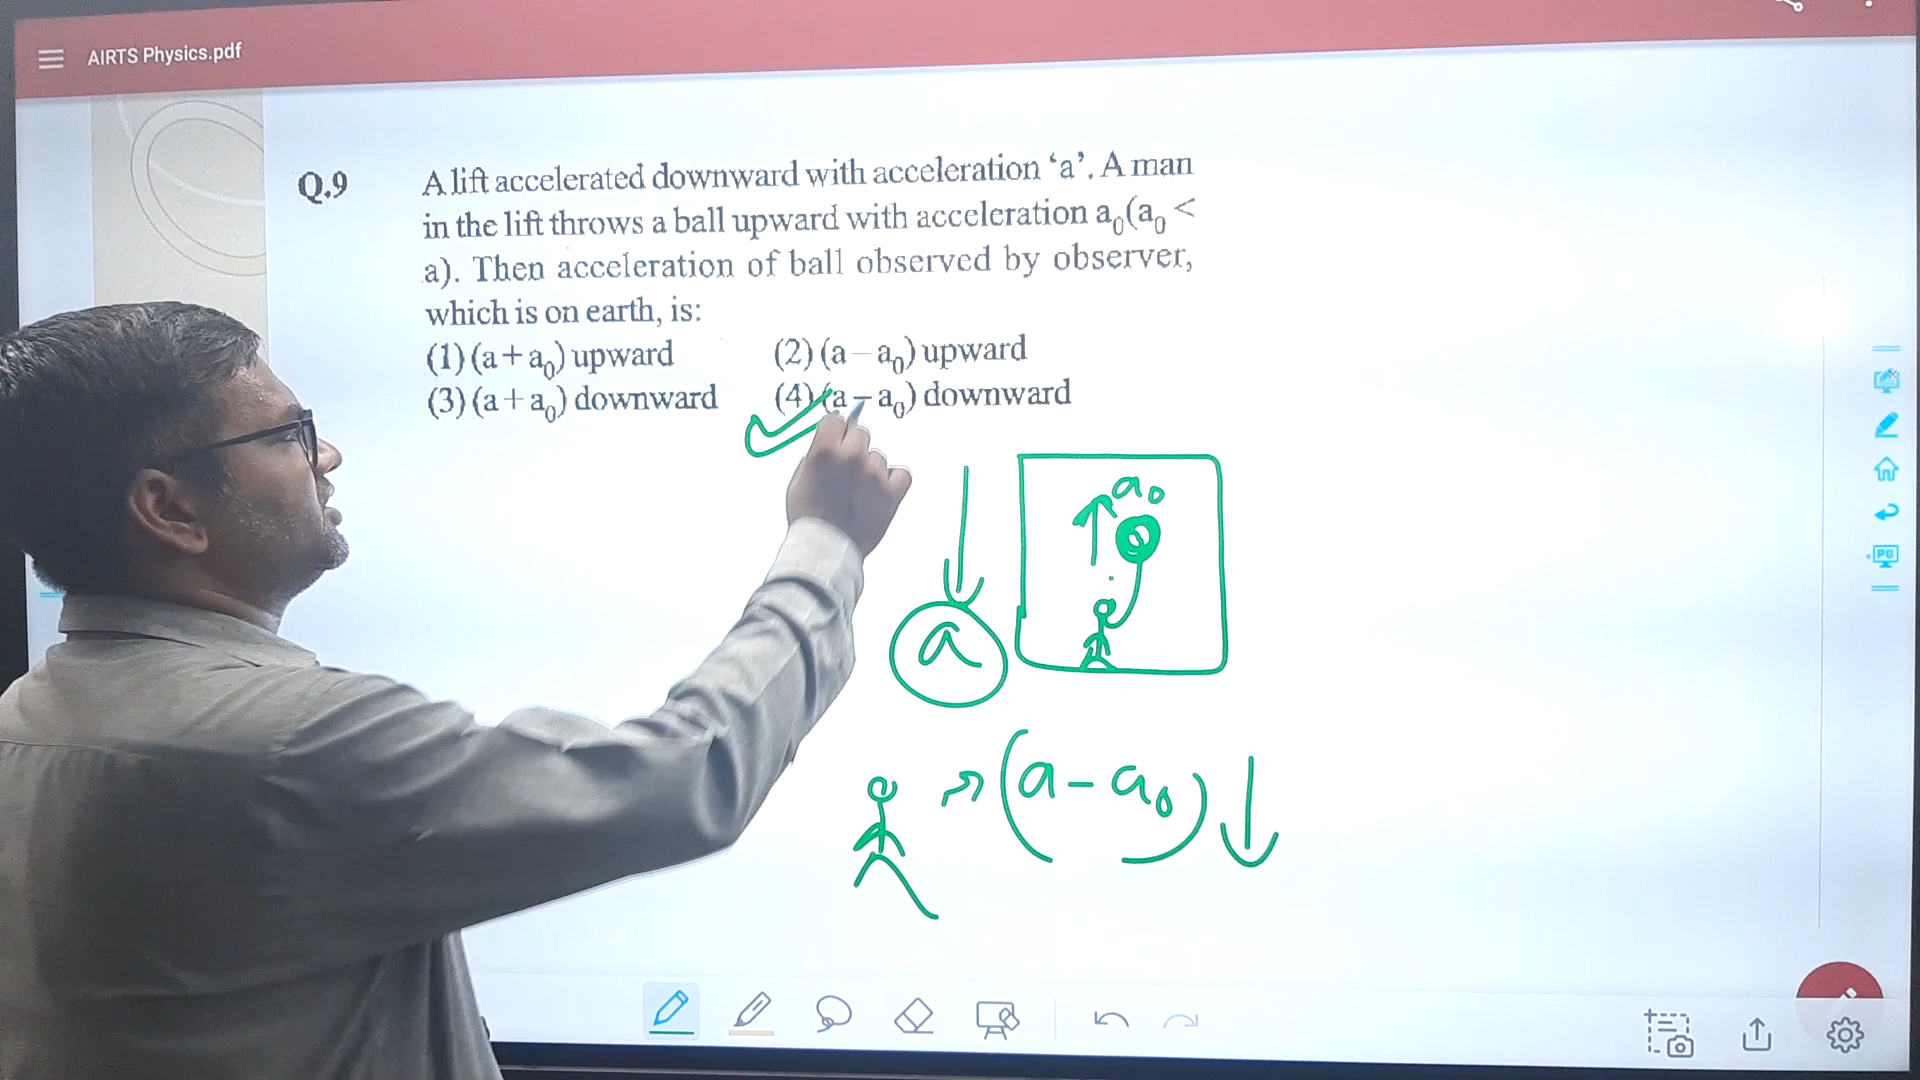 AIRTS Physics.pdf
Q.9 A lift accelerated downward with acceleration ‘a’. A man
in the lift throws a ball upward with acceleration a₀(a₀ <
a). Then acceleration of ball observed by observer,
which is on earth, is:
(1) (a + a₀) upward (2) (a – a₀) upward
(3) (a + a₀) downward (4) (a – a₀) downward
a₀
a
(a – a₀)
PC